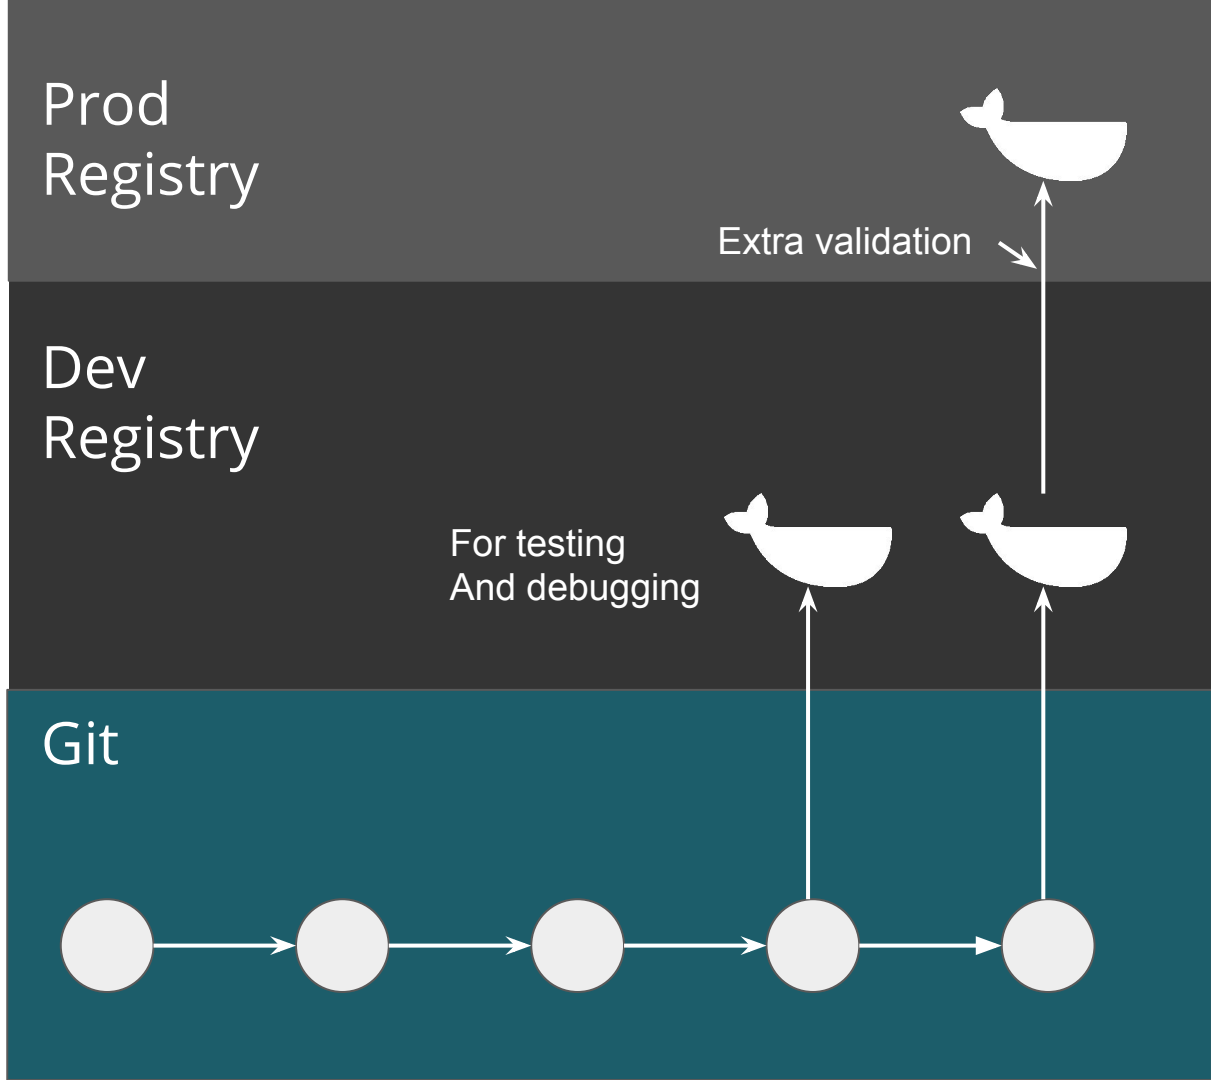 Prod
Registry
Extra validation
Dev
Registry
For testing
And debugging
Git